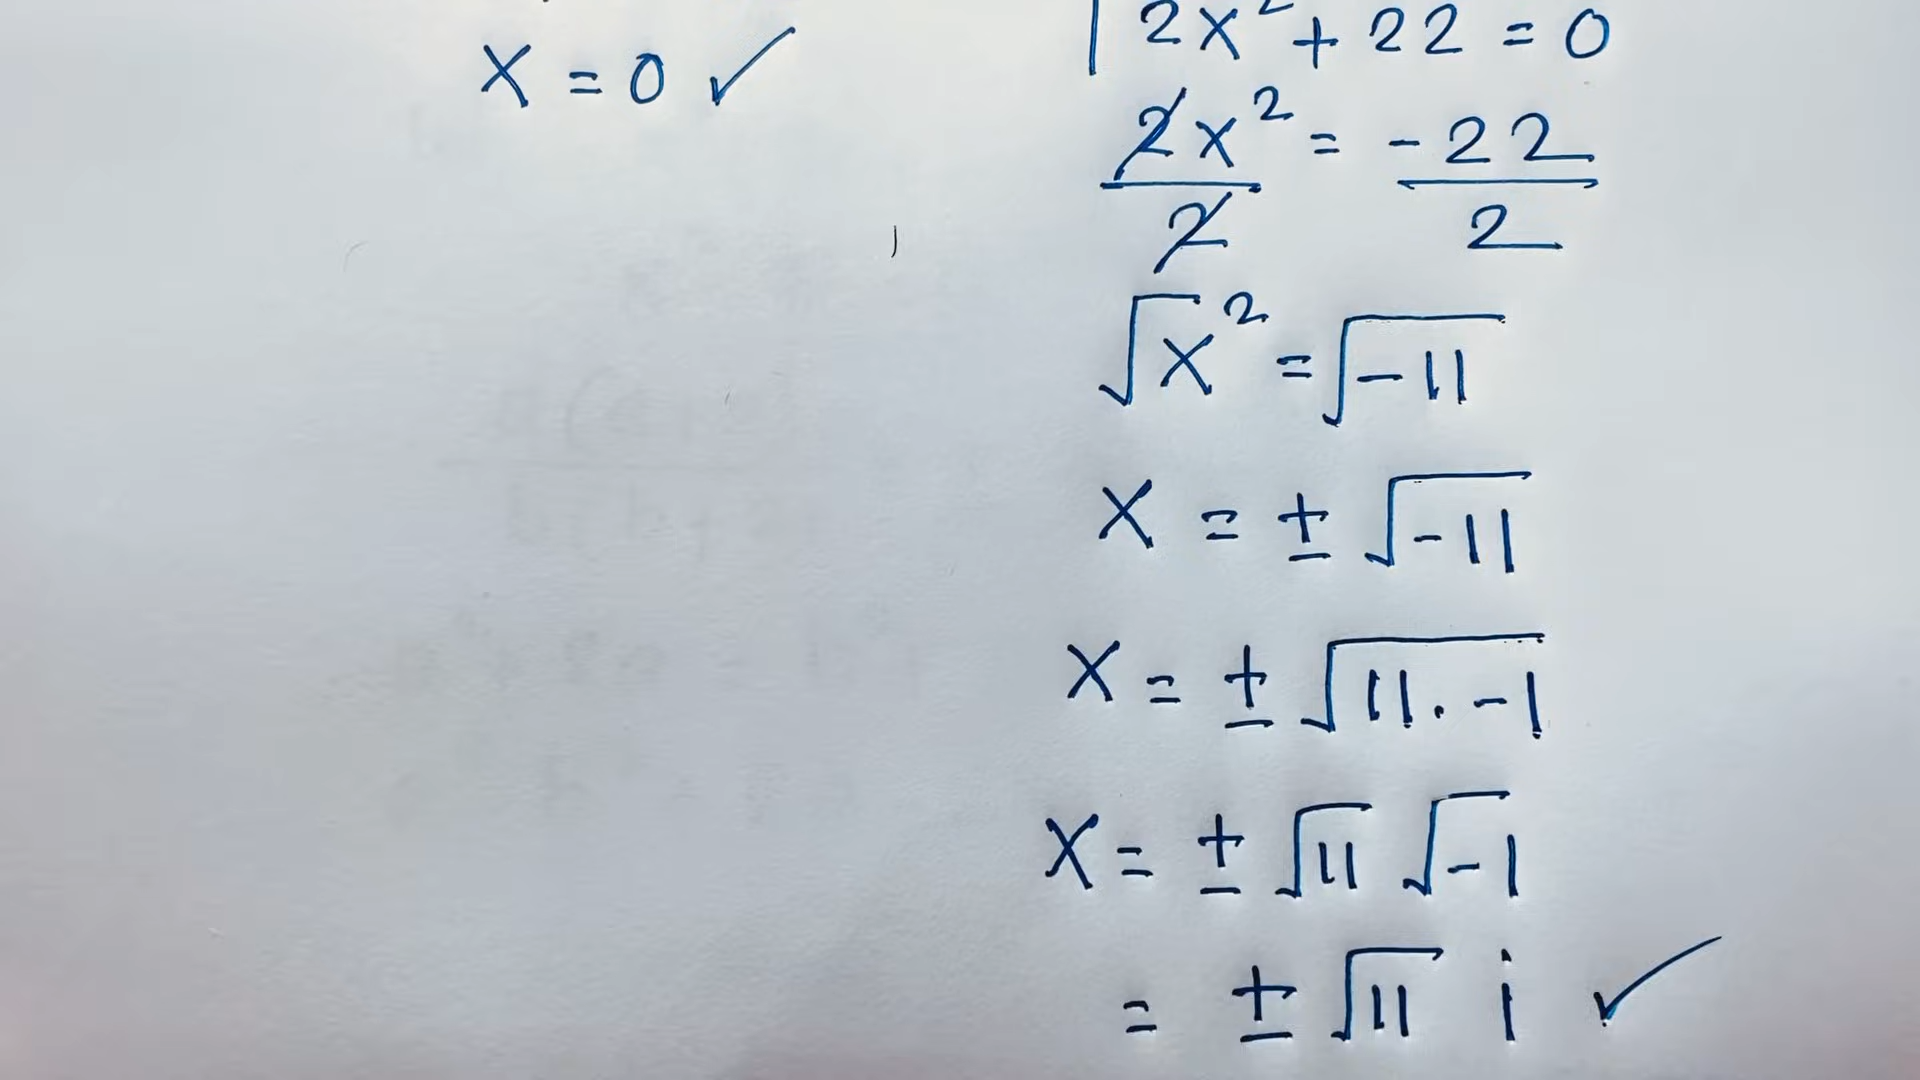 X = 0 ✓
2x² + 22 = 0
2x²/2 = -22/2
√x² = √-11
X = ± √-11
X = ± √11 . -1
X = ± √11 √-1
= ± √11 i ✓